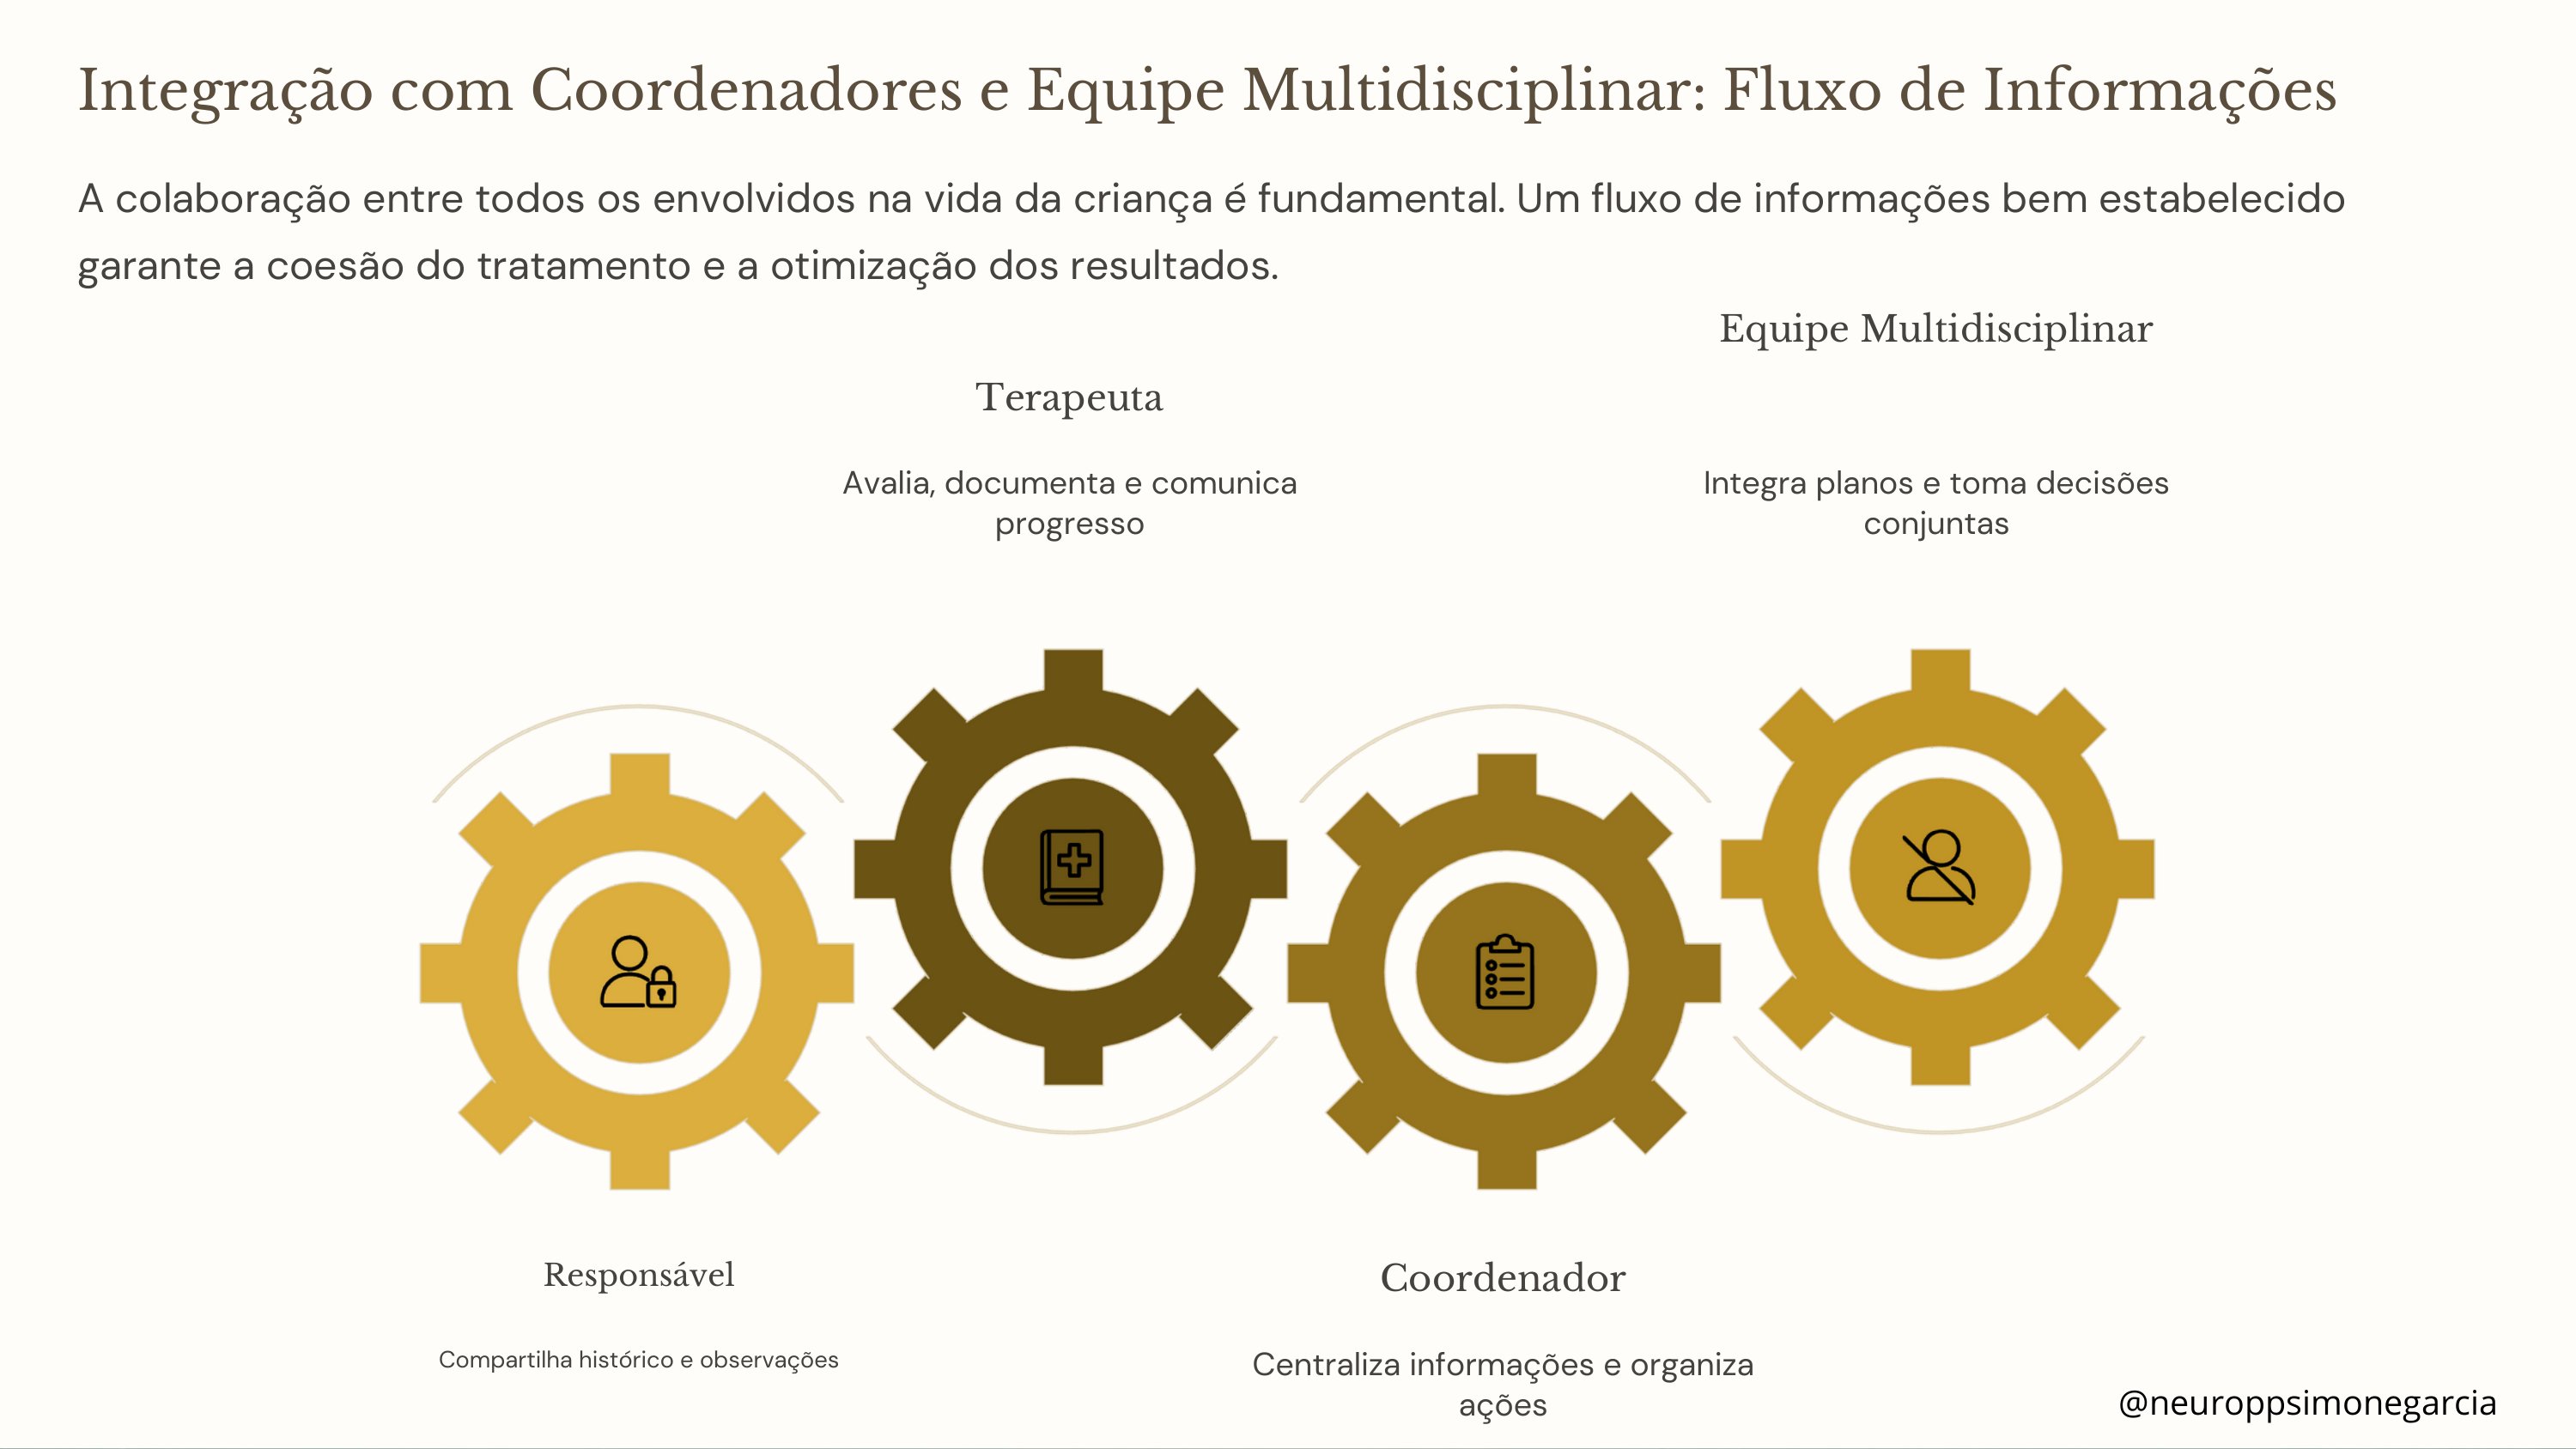 Integração com Coordenadores e Equipe Multidisciplinar: Fluxo de Informações
A colaboração entre todos os envolvidos na vida da criança é fundamental. Um fluxo de informações bem estabelecido
garante a coesão do tratamento e a otimização dos resultados.
Equipe Multidisciplinar
Terapeuta
Avalia, documenta e comunica
progresso
Integra planos e toma decisões
conjuntas
Responsável
Compartilha histórico e observações
Coordenador
Centraliza informações e organiza
ações
@neuroppsimonegarcia